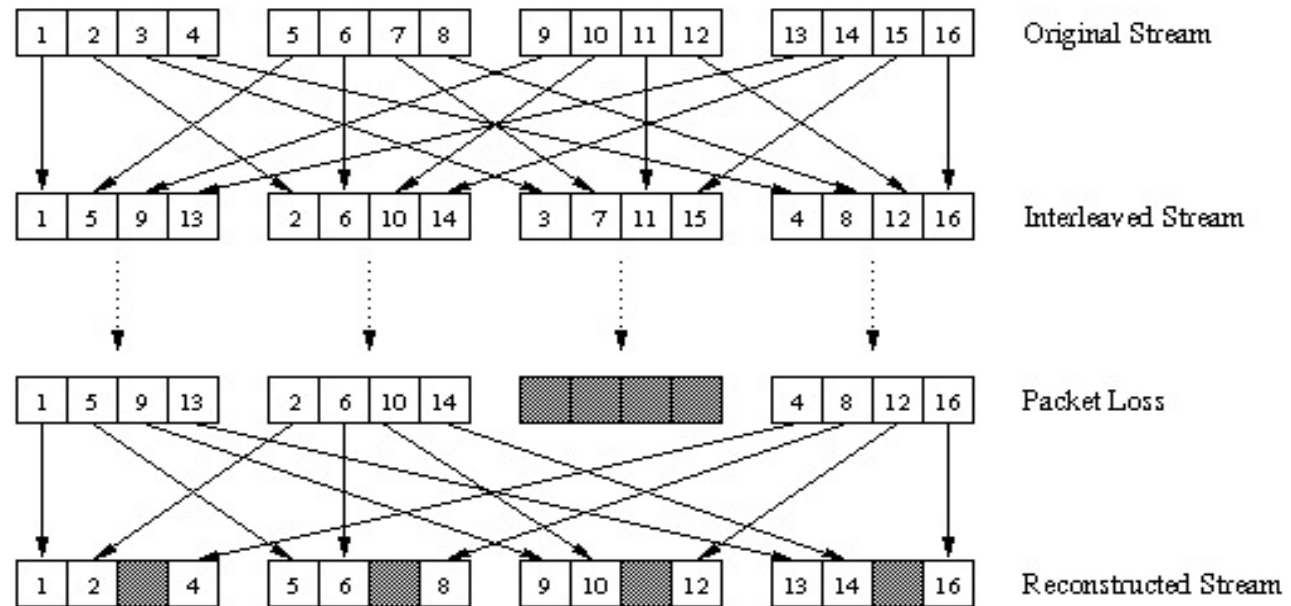 1 2 3 4 5 6 7 8 9 10 11 12 13 14 15 16 Original Stream
1 5 9 13 2 6 10 14 3 7 11 15 4 8 12 16 Interleaved Stream
1 5 9 13 2 6 10 14 4 8 12 16 Packet Loss
1 2 4 5 6 8 9 10 12 13 14 16 Reconstructed Stream